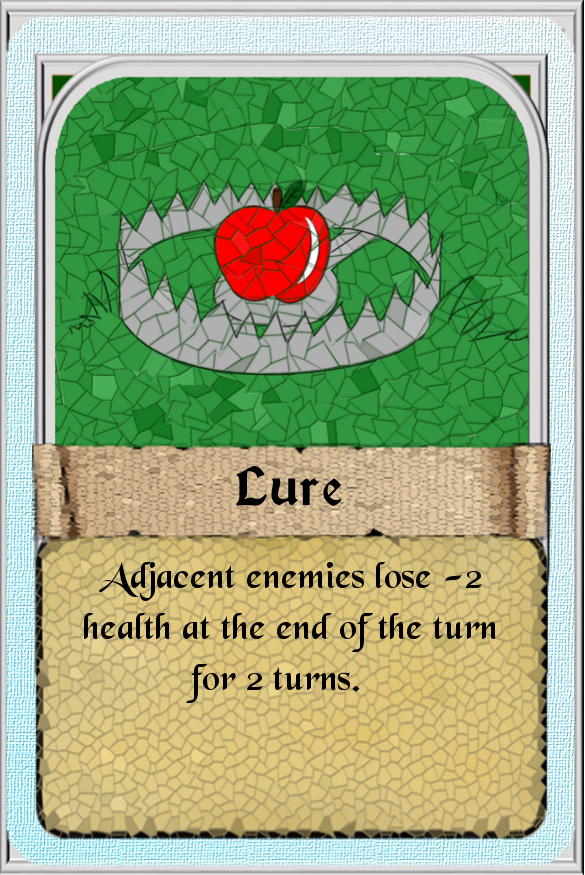 Lure
Adjacent enemies lose -2
health at the end of the turn
for 2 turns.